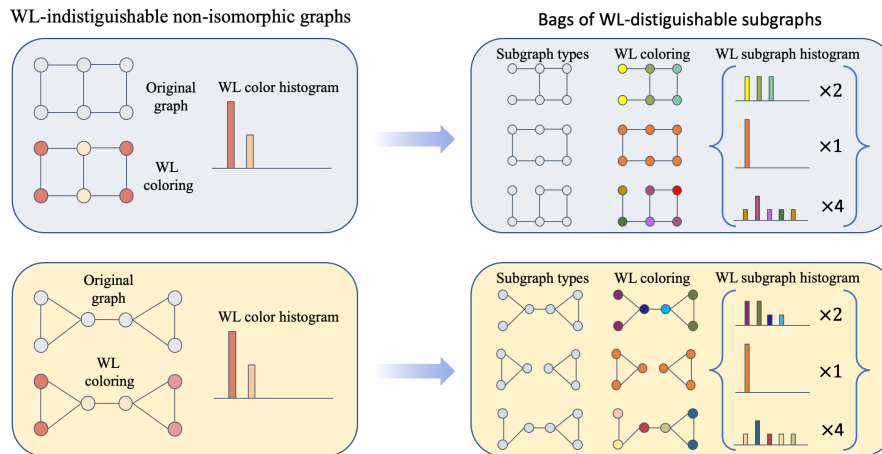 WL-indistiguishable non-isomorphic graphs
Bags of WL-distiguishable subgraphs
Original
graph
WL color histogram
WL
coloring
Subgraph types
WL coloring
WL subgraph histogram
×2
×1
×4
Original
graph
WL color histogram
WL
coloring
Subgraph types
WL coloring
WL subgraph histogram
×2
×1
×4